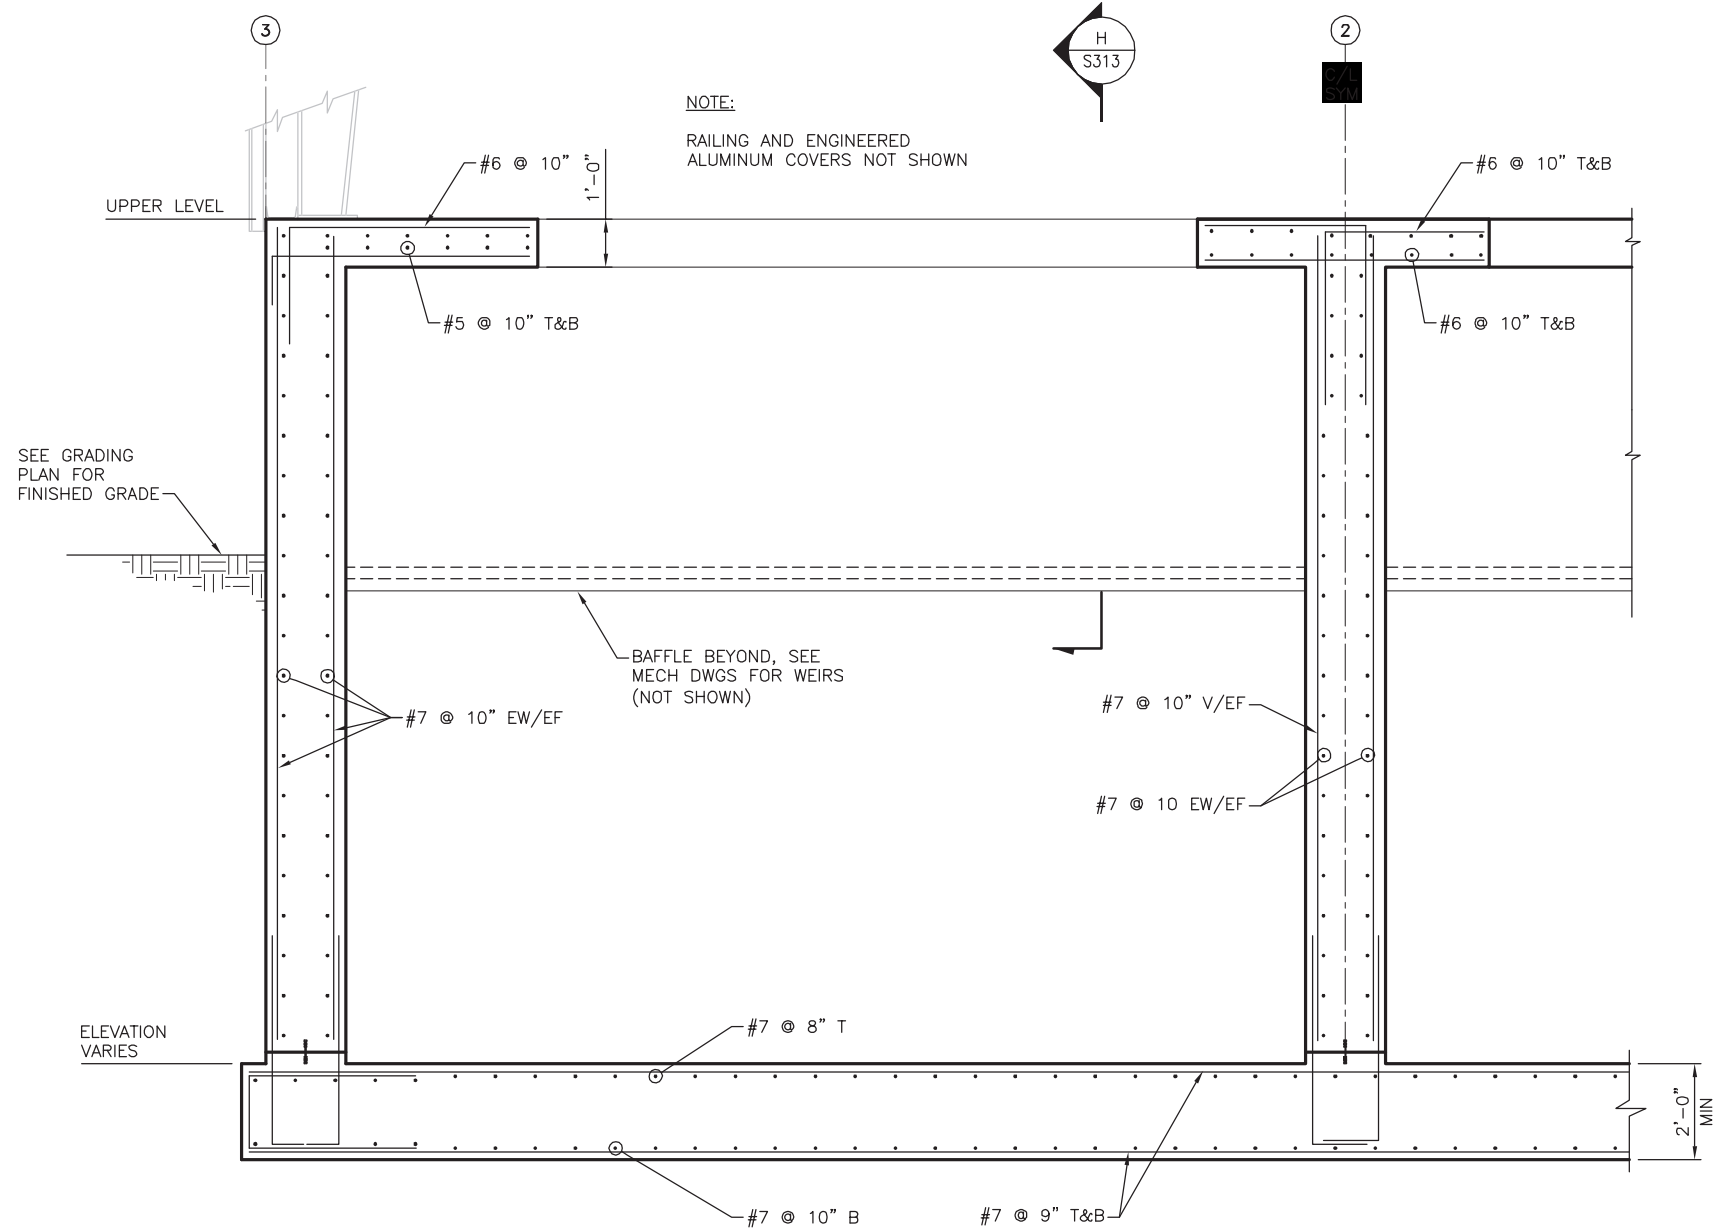 3
H
S313
2
C/L
SYM
NOTE:
RAILING AND ENGINEERED
ALUMINUM COVERS NOT SHOWN
#6 @ 10"
1'-0"
#6 @ 10" T&B
UPPER LEVEL
#5 @ 10" T&B
#6 @ 10" T&B
SEE GRADING
PLAN FOR
FINISHED GRADE
BAFFLE BEYOND, SEE
MECH DWGS FOR WEIRS
(NOT SHOWN)
#7 @ 10" EW/EF
#7 @ 10" V/EF
#7 @ 10 EW/EF
ELEVATION
VARIES
#7 @ 8" T
2'-0"
MIN
#7 @ 10" B
#7 @ 9" T&B